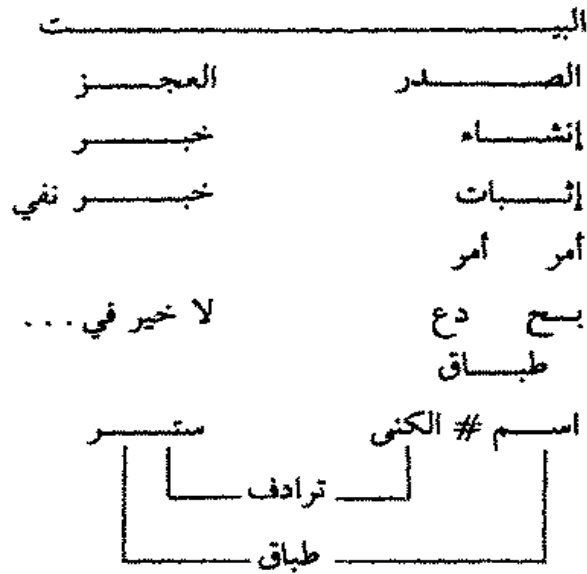 البيت
الصدر العجز
إنشاء خبر
إثبات خبر نفي
أمر أمر
بح دع لا خير في . . .
طباق
اسم # الكنى ستر
ترادف
طباق